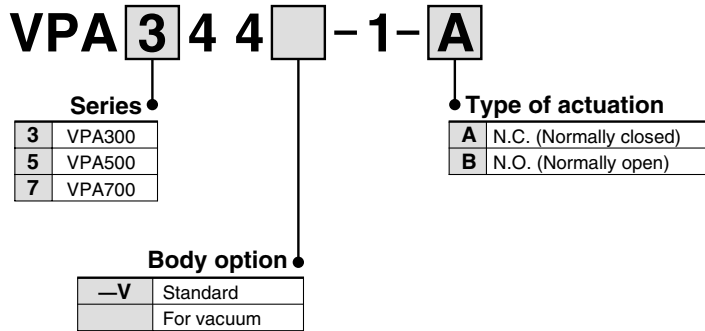 VPA 3 4 4 – 1 – A
Series
3 VPA300
5 VPA500
7 VPA700
Type of actuation
A N.C. (Normally closed)
B N.O. (Normally open)
Body option
—V Standard
For vacuum